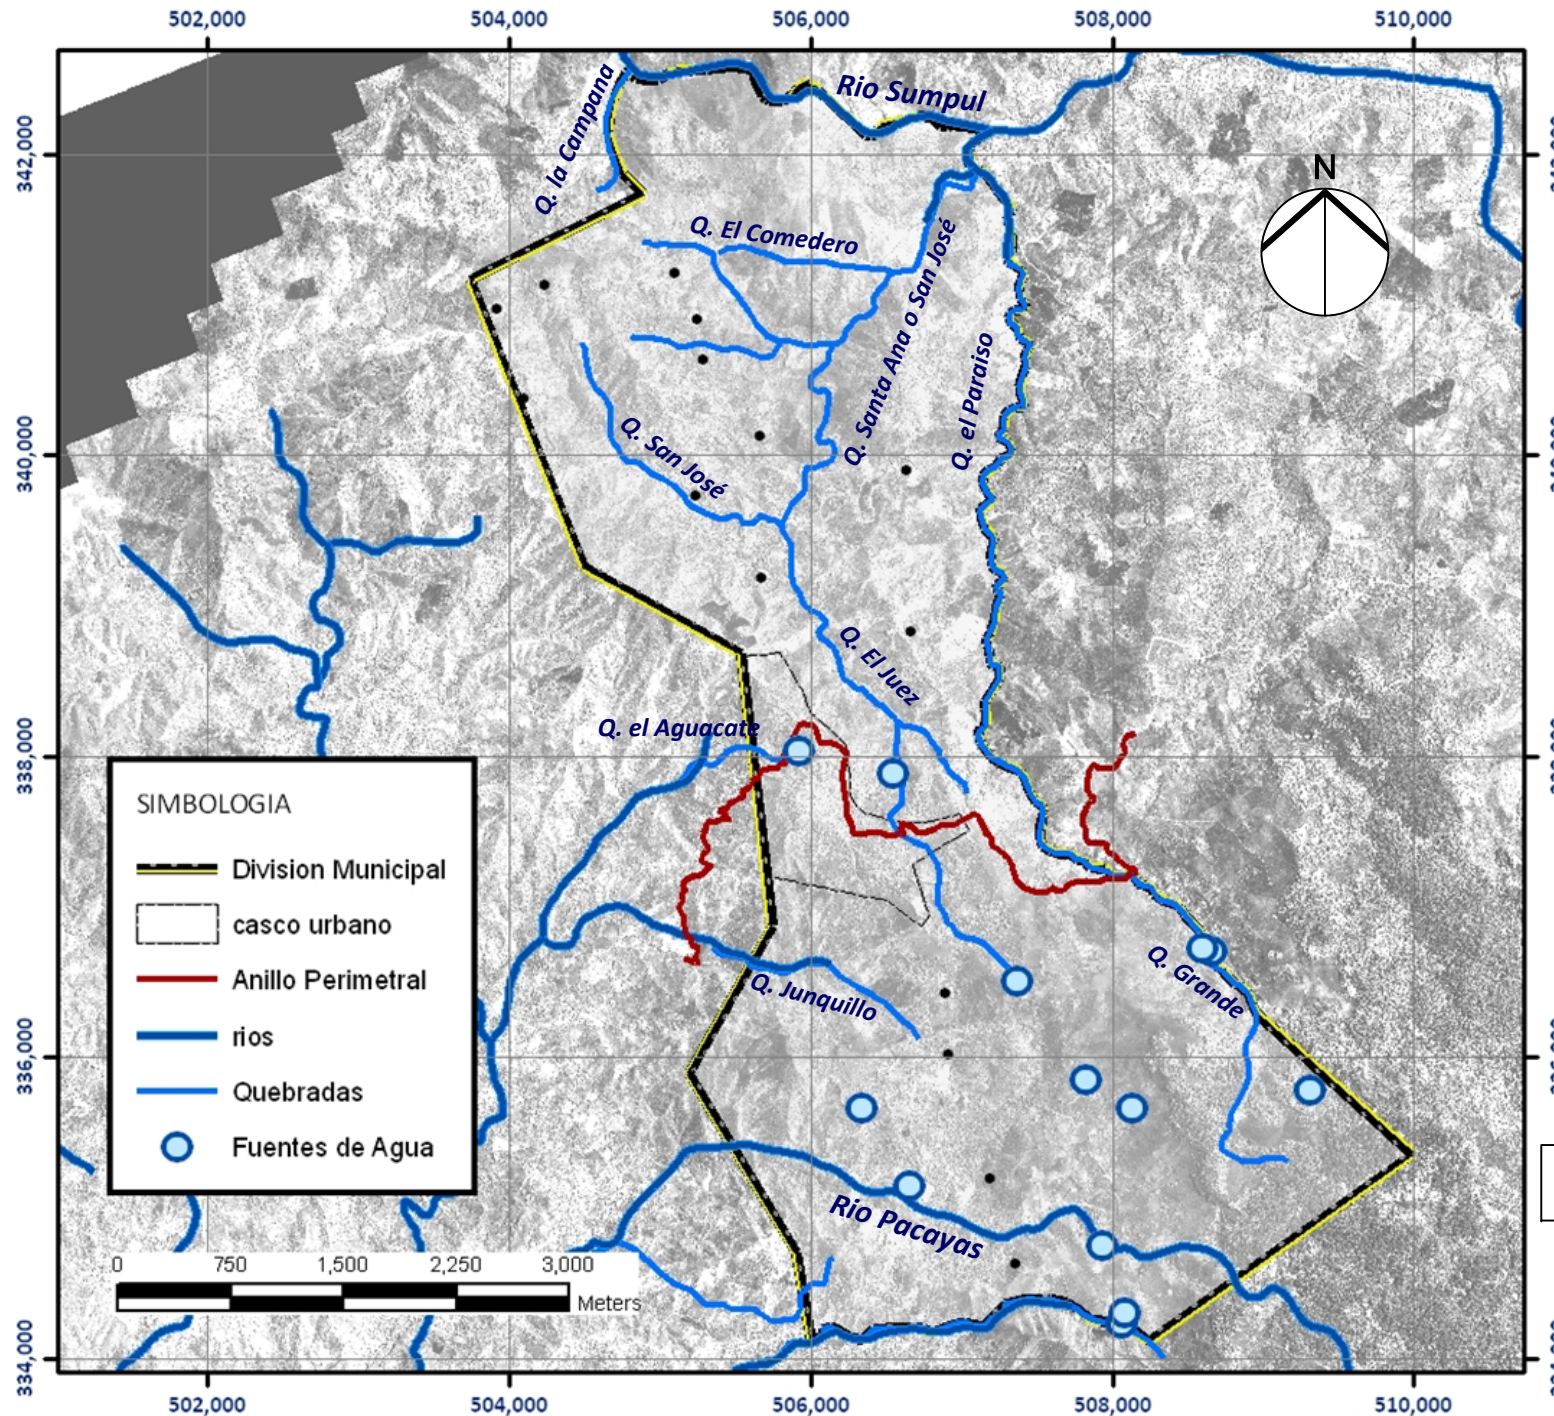 502,000 504,000 506,000 508,000 510,000
Rio Sumpul
Q. la Campana
342,000
N
Q. El Comedero
Q. Santa Ana o San José
Q. el Paraiso
340,000
Q. San José
Q. El Juez
Q. el Aguacate
338,000
SIMBOLOGIA
Division Municipal
casco urbano
Anillo Perimetral
rios
Quebradas
Fuentes de Agua
Q. Junquillo
Q. Grande
336,000
Rio Pacayas
0 750 1,500 2,250 3,000
Meters
334,000
502,000 504,000 506,000 508,000 510,000